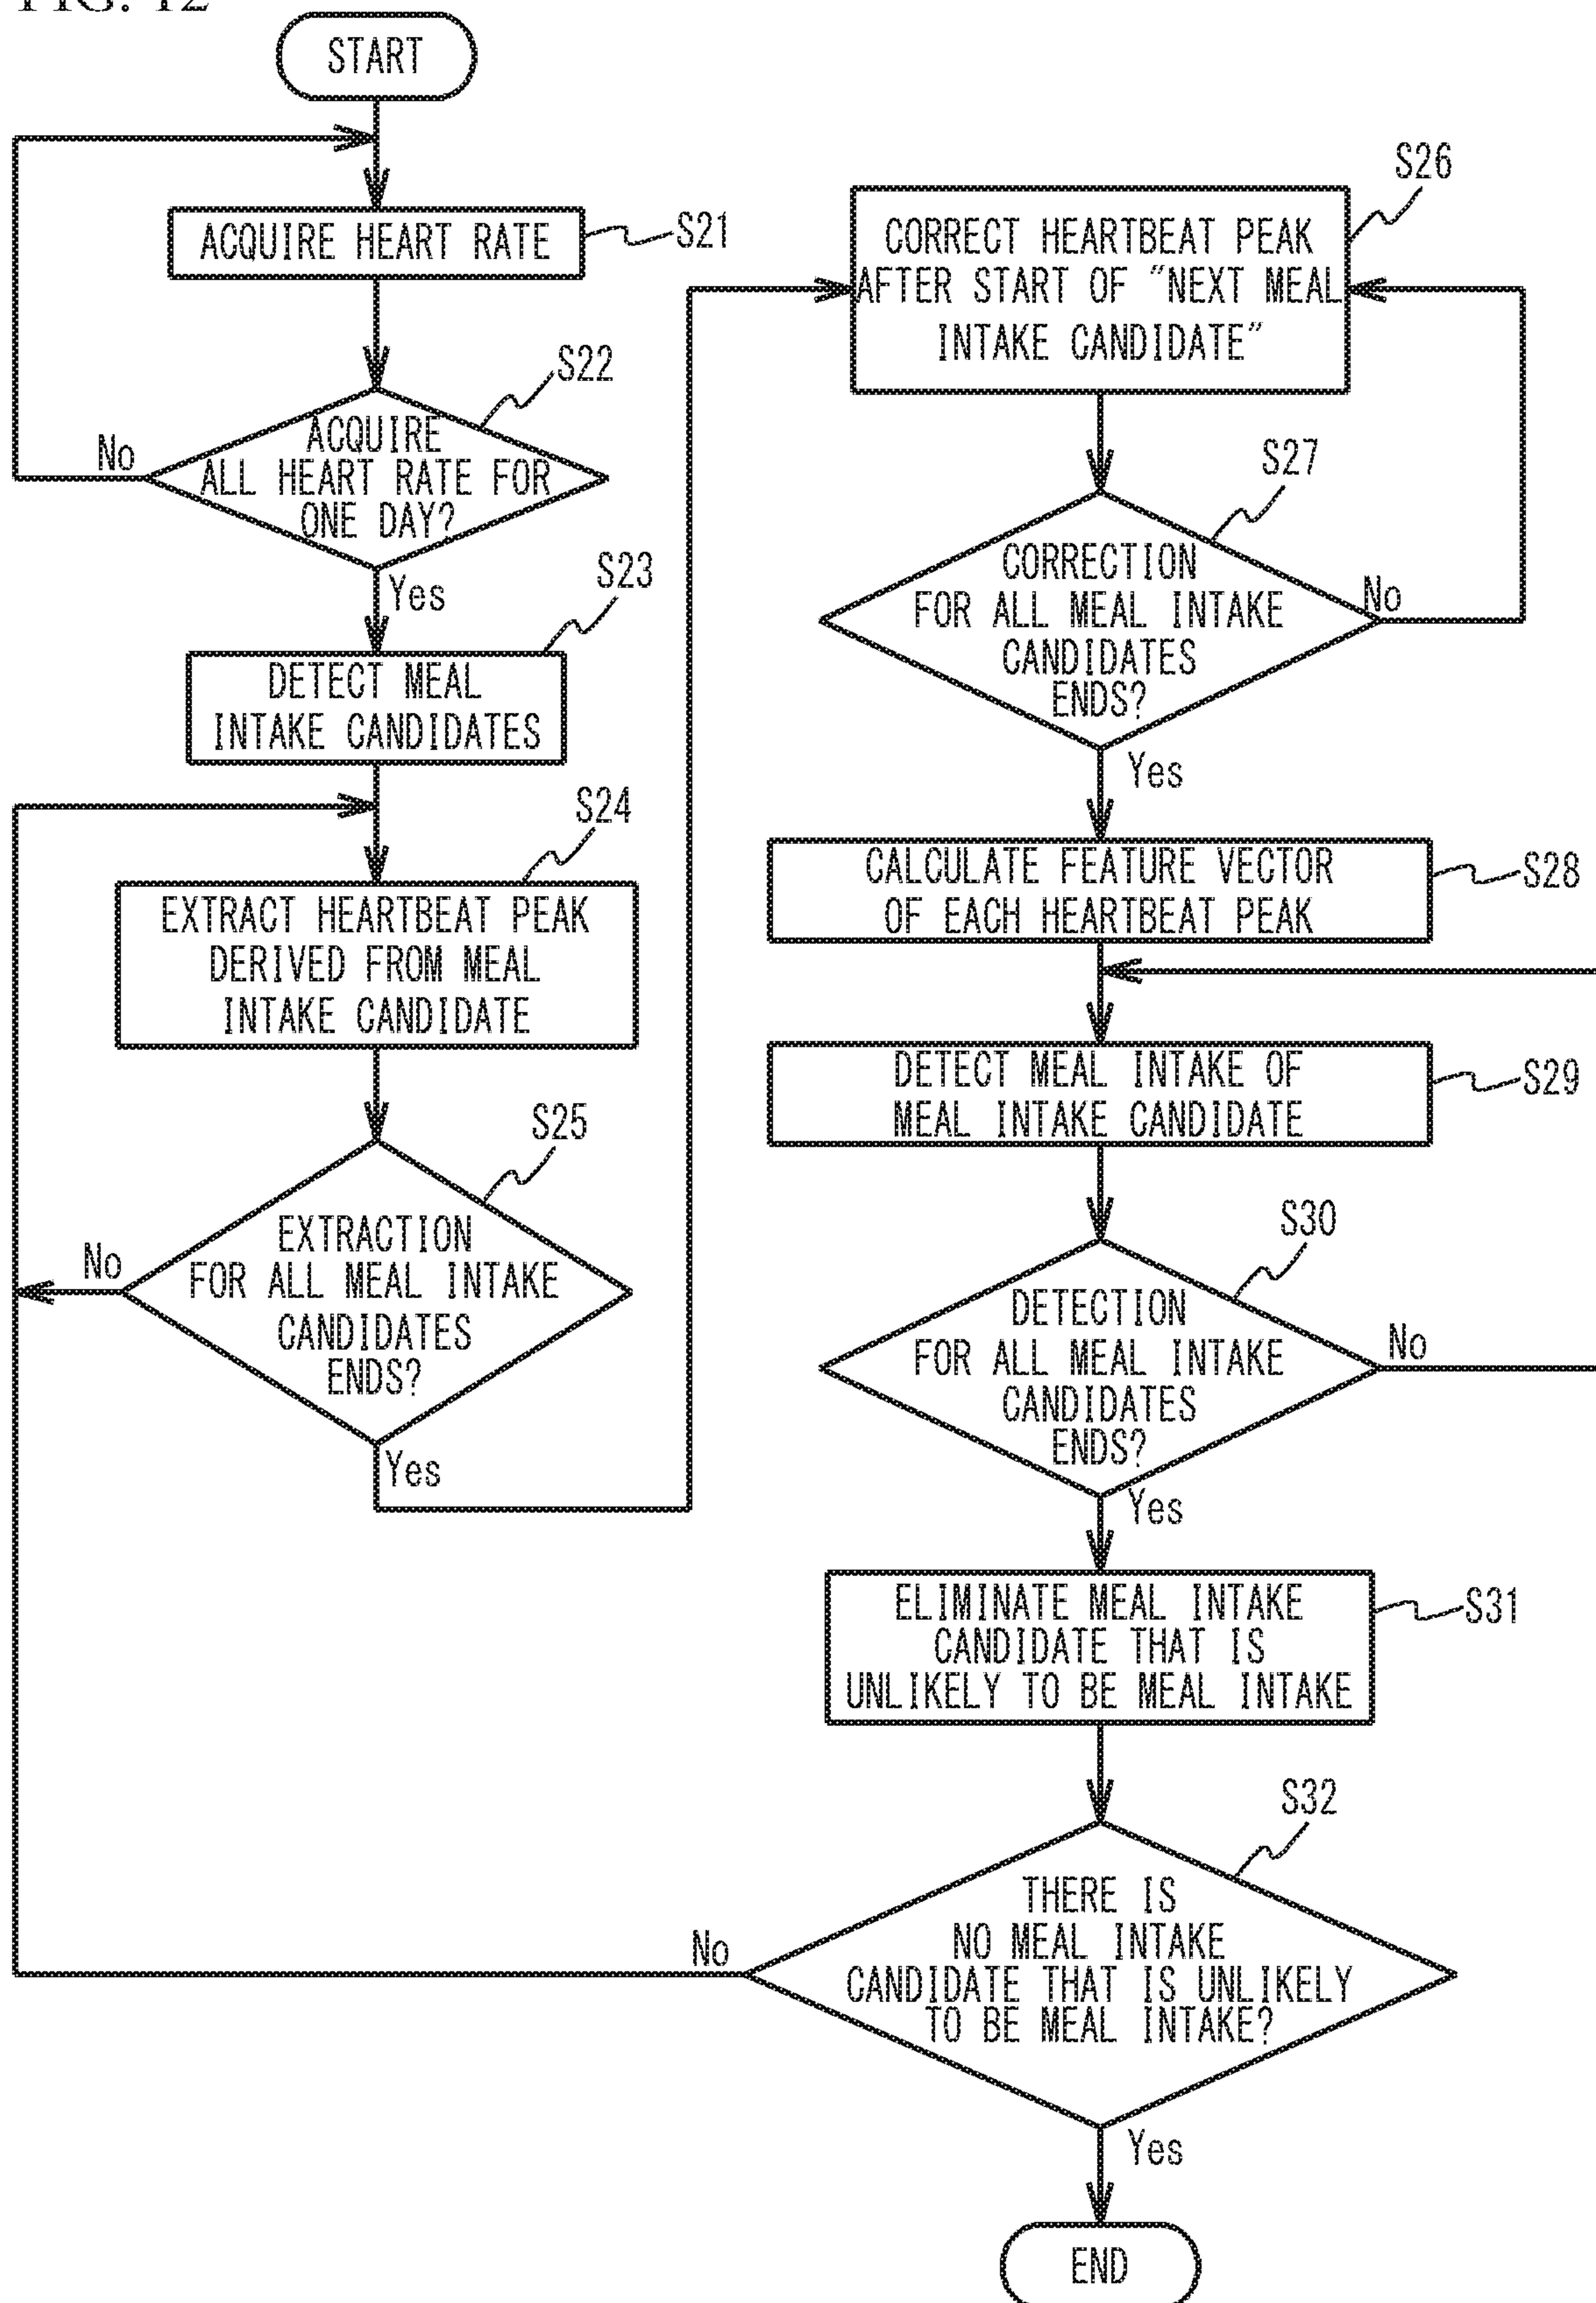 FIG. 12
START
ACQUIRE HEART RATE
S21
S22
ACQUIRE
ALL HEART RATE FOR
ONE DAY?
No
Yes
S23
DETECT MEAL
INTAKE CANDIDATES
S24
EXTRACT HEARTBEAT PEAK
DERIVED FROM MEAL
INTAKE CANDIDATE
S25
EXTRACTION
FOR ALL MEAL INTAKE
CANDIDATES
ENDS?
No
Yes
S26
CORRECT HEARTBEAT PEAK
AFTER START OF "NEXT MEAL
INTAKE CANDIDATE"
S27
CORRECTION
FOR ALL MEAL INTAKE
CANDIDATES
ENDS?
No
Yes
CALCULATE FEATURE VECTOR
OF EACH HEARTBEAT PEAK
S28
DETECT MEAL INTAKE OF
MEAL INTAKE CANDIDATE
S29
S30
DETECTION
FOR ALL MEAL INTAKE
CANDIDATES
ENDS?
No
Yes
ELIMINATE MEAL INTAKE
CANDIDATE THAT IS
UNLIKELY TO BE MEAL INTAKE
S31
S32
THERE IS
NO MEAL INTAKE
CANDIDATE THAT IS UNLIKELY
TO BE MEAL INTAKE?
No
Yes
END